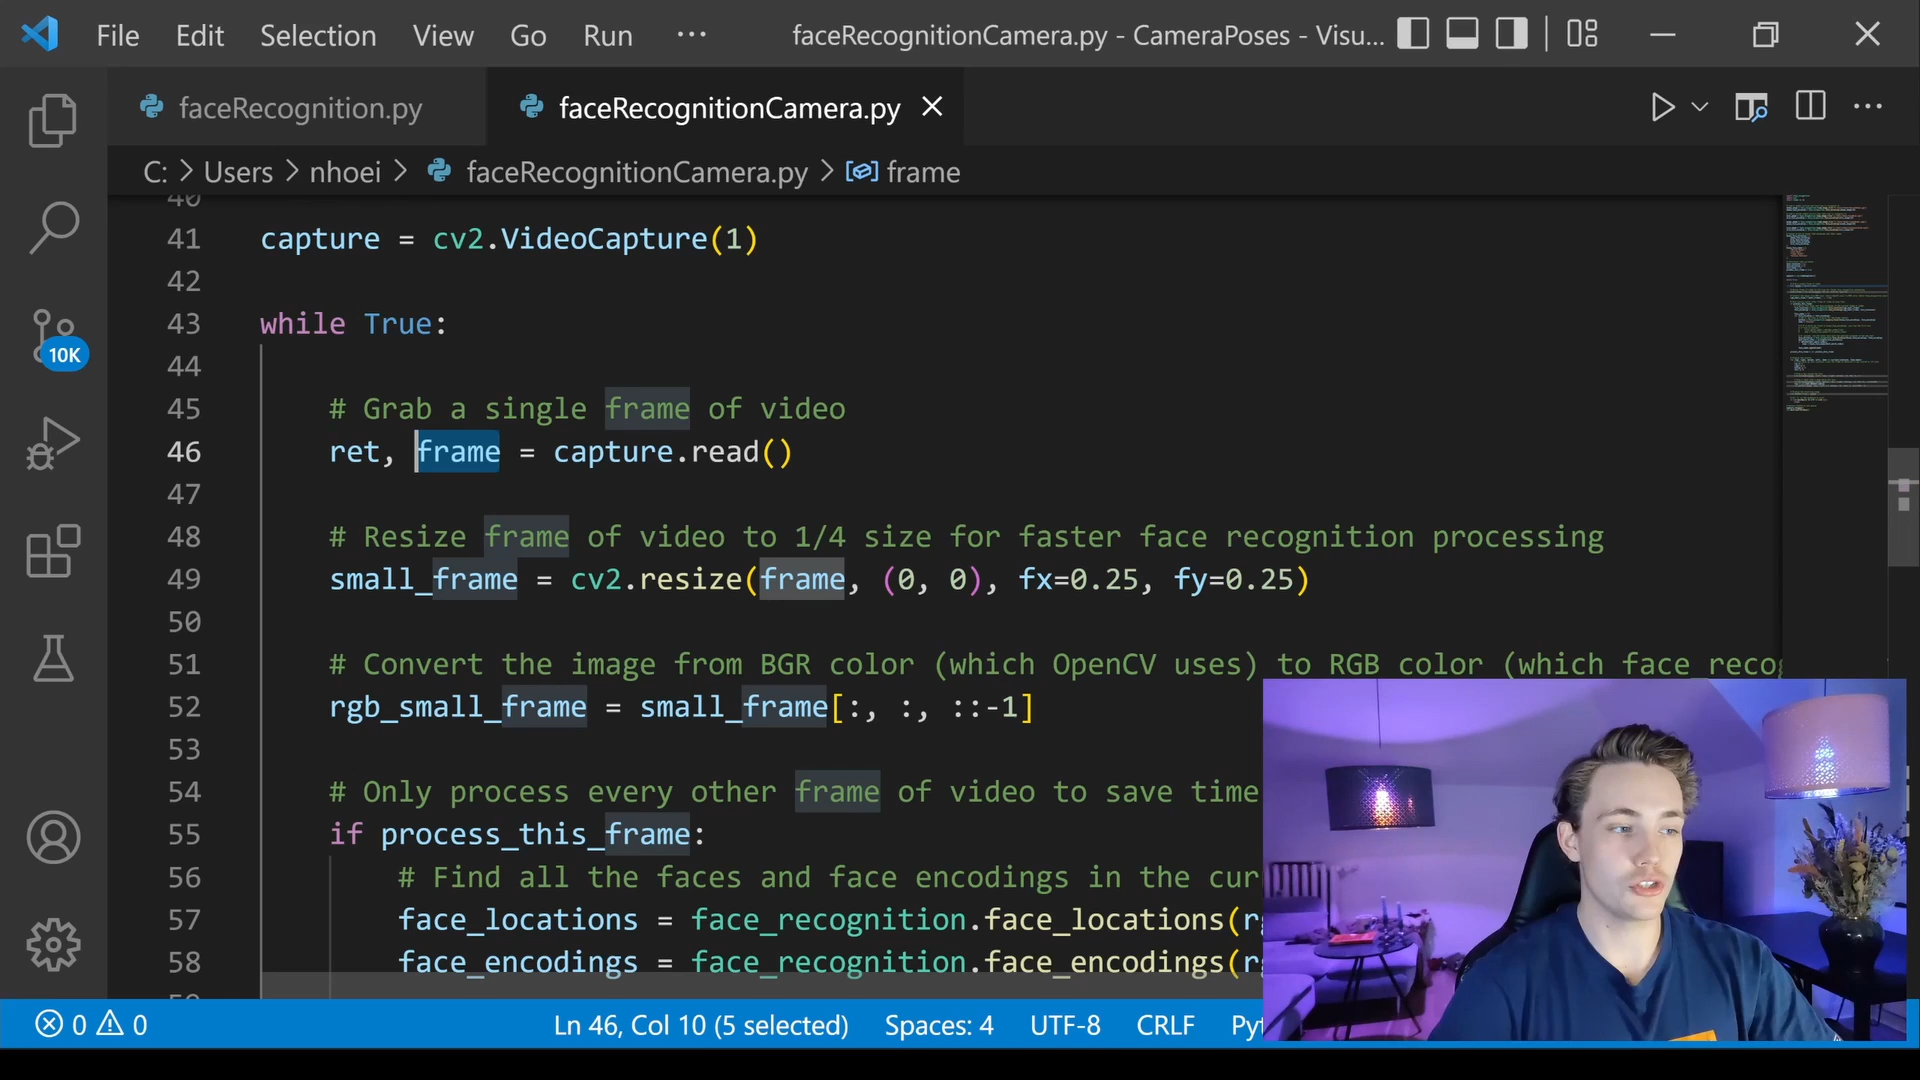 File Edit Selection View Go Run ··· faceRecognitionCamera.py - CameraPoses - Visu...
faceRecognition.py faceRecognitionCamera.py
C: > Users > nhoei > faceRecognitionCamera.py > frame
40
41 capture = cv2.VideoCapture(1)
42
43 while True:
44
45 # Grab a single frame of video
46 ret, frame = capture.read()
47
48 # Resize frame of video to 1/4 size for faster face recognition processing
49 small_frame = cv2.resize(frame, (0, 0), fx=0.25, fy=0.25)
50
51 # Convert the image from BGR color (which OpenCV uses) to RGB color (which face reco
52 rgb_small_frame = small_frame[:, :, ::-1]
53
54 # Only process every other frame of video to save time
55 if process_this_frame:
56 # Find all the faces and face encodings in the cur
57 face_locations = face_recognition.face_locations(r
58 face_encodings = face_recognition.face_encodings(r
10K
0 0 Ln 46, Col 10 (5 selected) Spaces: 4 UTF-8 CRLF Py